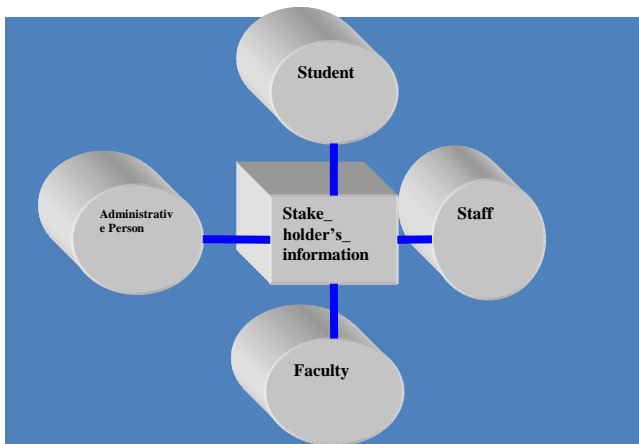 Student
Administrativ
e Person
Stake_
holder's_
information
Staff
Faculty